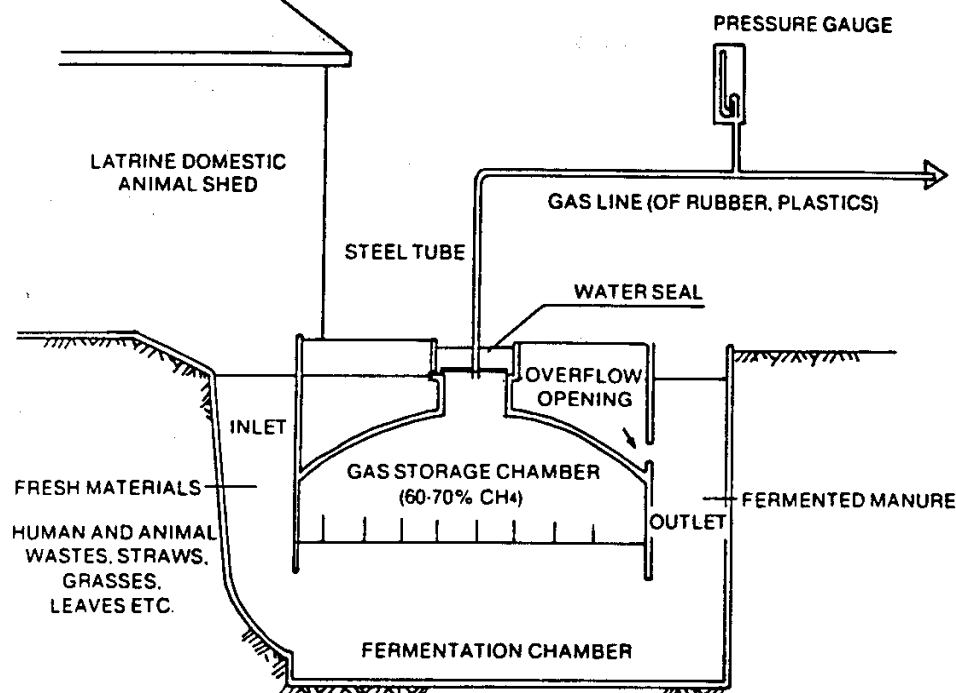 PRESSURE GAUGE
LATRINE DOMESTIC
ANIMAL SHED
GAS LINE (OF RUBBER, PLASTICS)
STEEL TUBE
WATER SEAL
OVERFLOW
OPENING
INLET
GAS STORAGE CHAMBER
(60-70% CH4)
FRESH MATERIALS
FERMENTED MANURE
OUTLET
HUMAN AND ANIMAL
WASTES, STRAWS,
GRASSES,
LEAVES ETC.
FERMENTATION CHAMBER